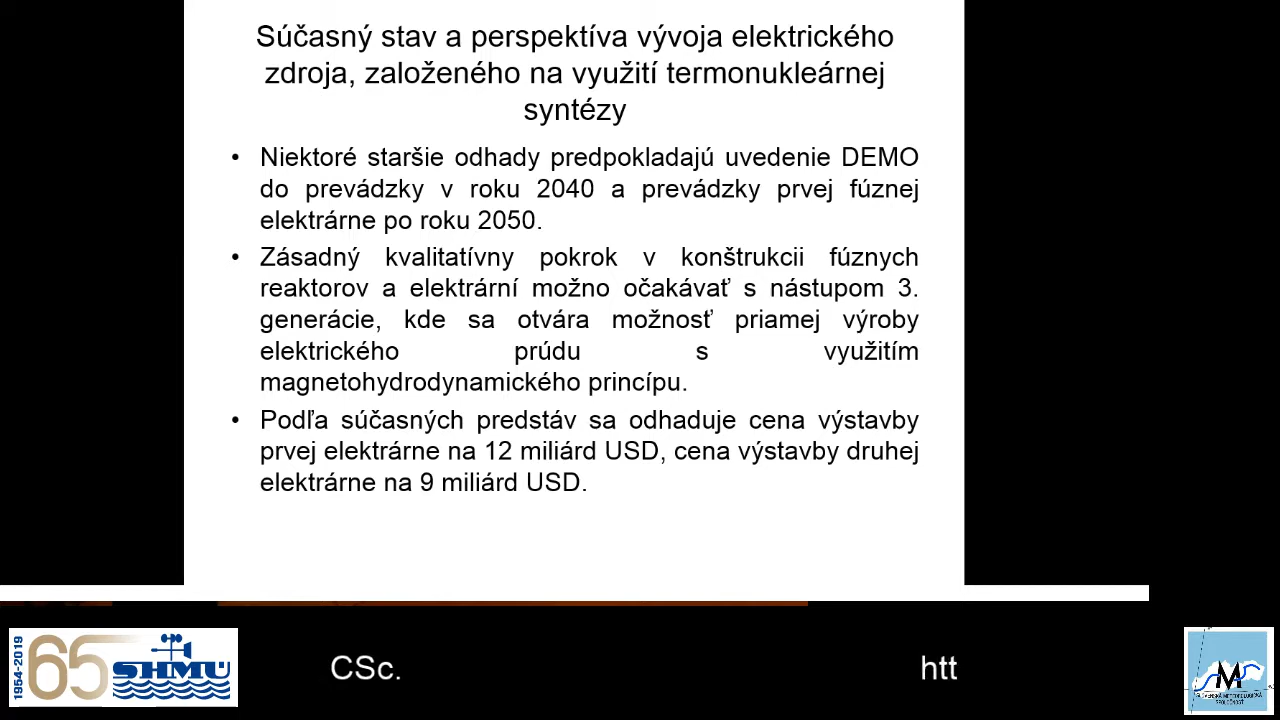 Súčasný stav a perspektíva vývoja elektrického
zdroja, založeného na využití termonukleárnej
syntézy
• Niektoré staršie odhady predpokladajú uvedenie DEMO
do prevádzky v roku 2040 a prevádzky prvej fúznej
elektrárne po roku 2050.
• Zásadný kvalitatívny pokrok v konštrukcii fúznych
reaktorov a elektrární možno očakávať s nástupom 3.
generácie, kde sa otvára možnosť priamej výroby
elektrického prúdu s využitím
magnetohydrodynamického princípu.
• Podľa súčasných predstáv sa odhaduje cena výstavby
prvej elektrárne na 12 miliárd USD, cena výstavby druhej
elektrárne na 9 miliárd USD.
1954-2019
65
SHMU
CSc.
htt
M
SLOVENSKÁ METEOROLOGICKÁ
SPOLOČNOSŤ